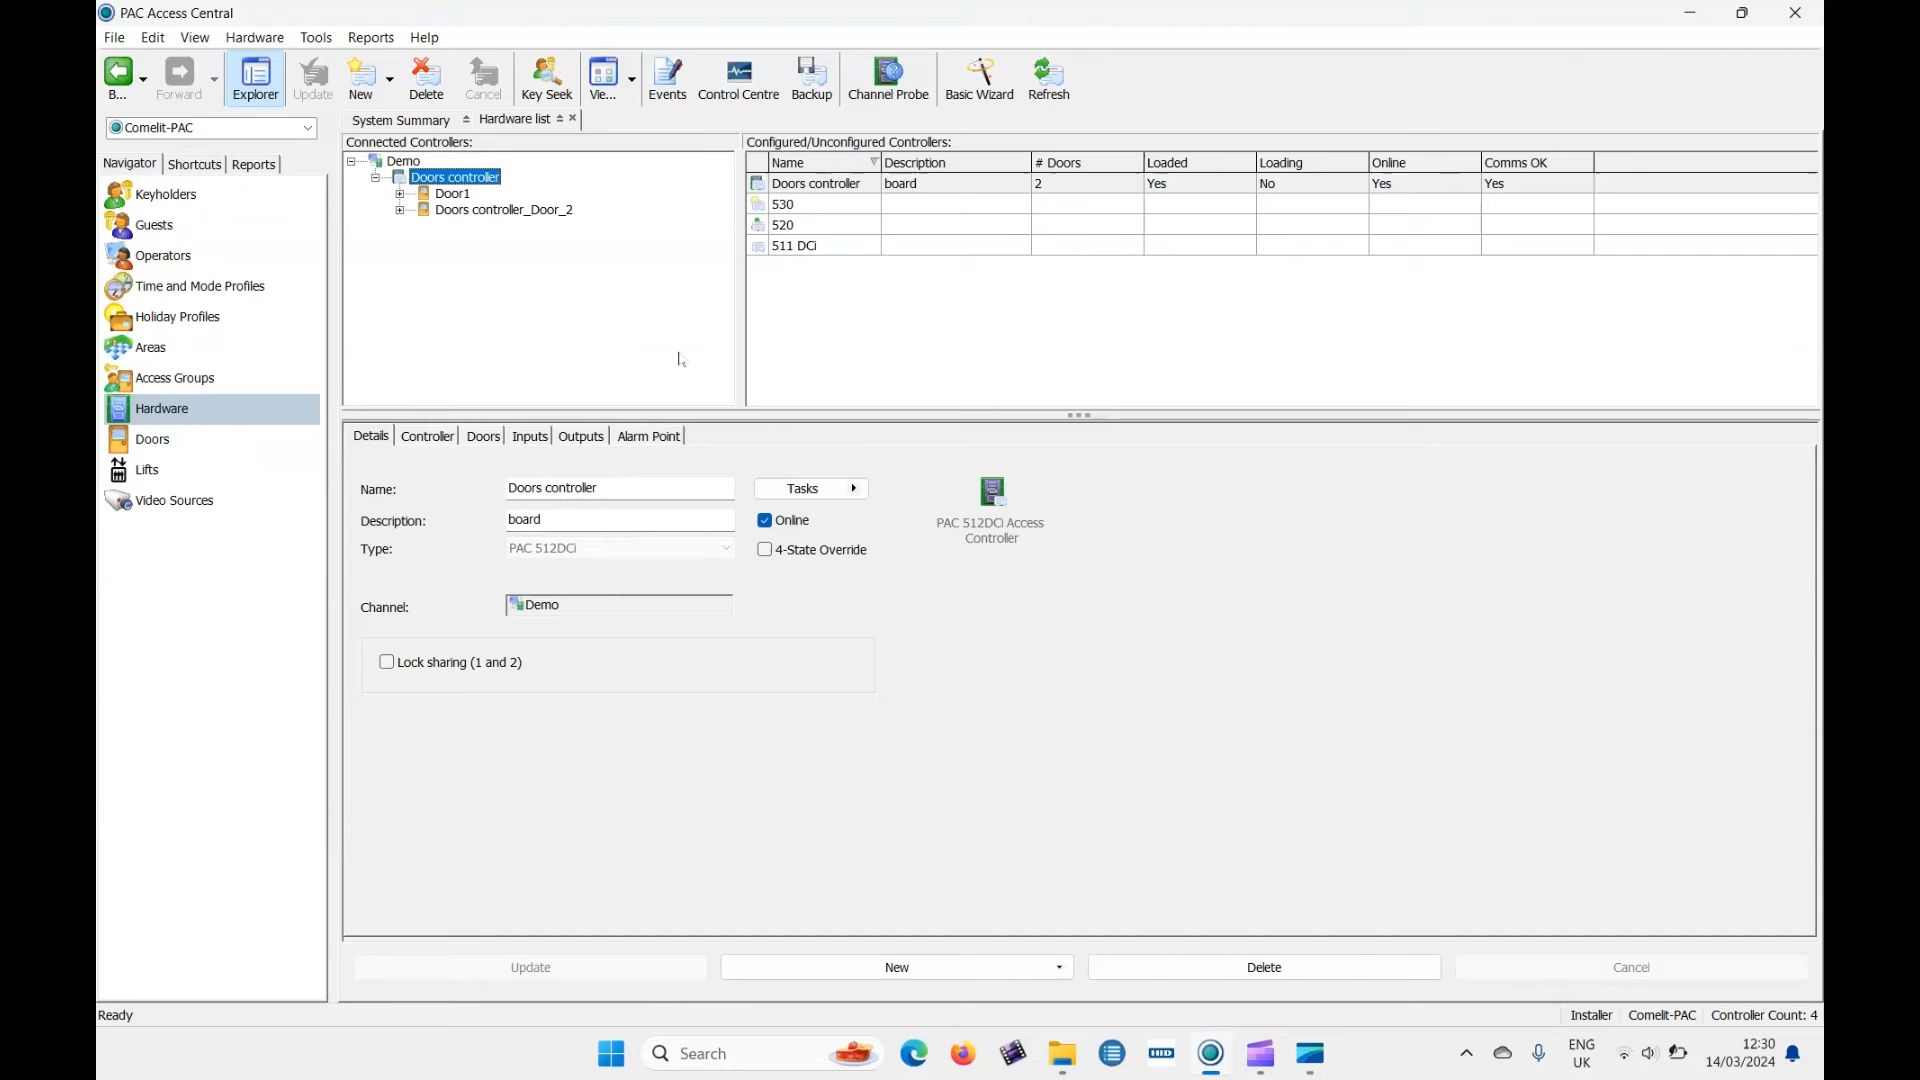 PAC Access Central
File Edit View Hardware Tools Reports Help
B... Forward Explorer Update New Delete Cancel Key Seek Vie... Events Control Centre Backup Channel Probe Basic Wizard Refresh
Comelit-PAC
System Summary Hardware list
Navigator Shortcuts Reports
Keyholders
Guests
Operators
Time and Mode Profiles
Holiday Profiles
Areas
Access Groups
Hardware
Doors
Lifts
Video Sources
Connected Controllers:
Demo
Doors controller
Door1
Doors controller_Door_2
Configured/Unconfigured Controllers:
Name Description # Doors Loaded Loading Online Comms OK
Doors controller board 2 Yes No Yes Yes
530
520
511 DCi
Details Controller Doors Inputs Outputs Alarm Point
Name: Doors controller Tasks
Description: board Online
Type: PAC 512DCi 4-State Override
PAC 512DCi Access
Controller
Channel: Demo
Lock sharing (1 and 2)
Update New Delete Cancel
Ready Installer Comelit-PAC Controller Count: 4
Search HID ENG 12:30
UK 14/03/2024